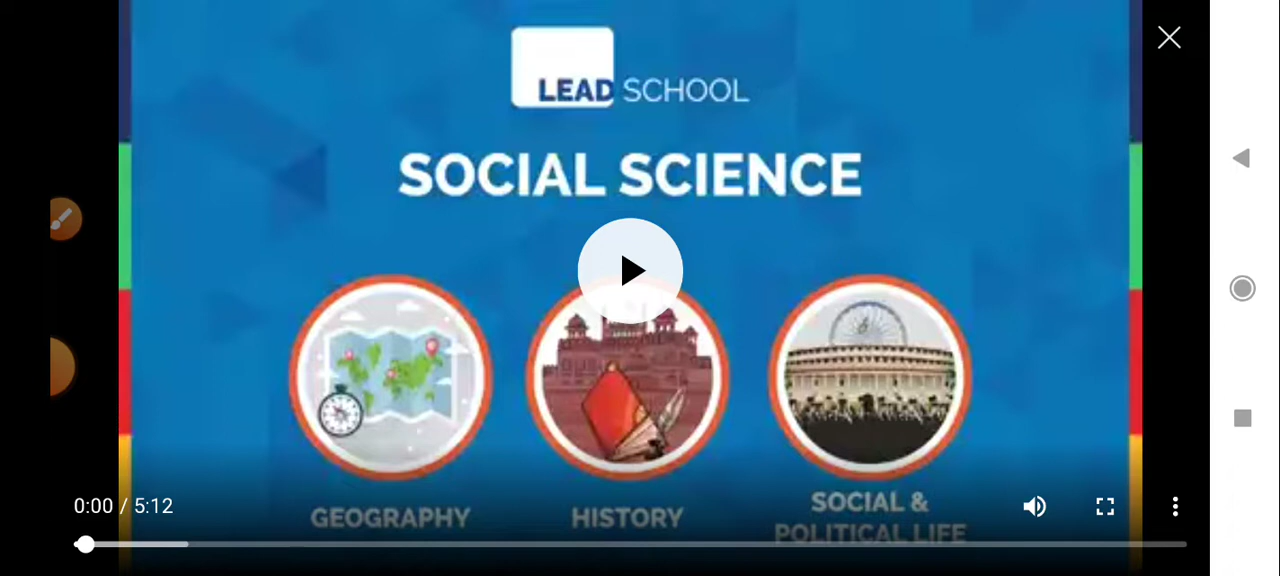 LEAD SCHOOL
SOCIAL SCIENCE
GEOGRAPHY
HISTORY
SOCIAL &
POLITICAL LIFE
0:00 / 5:12